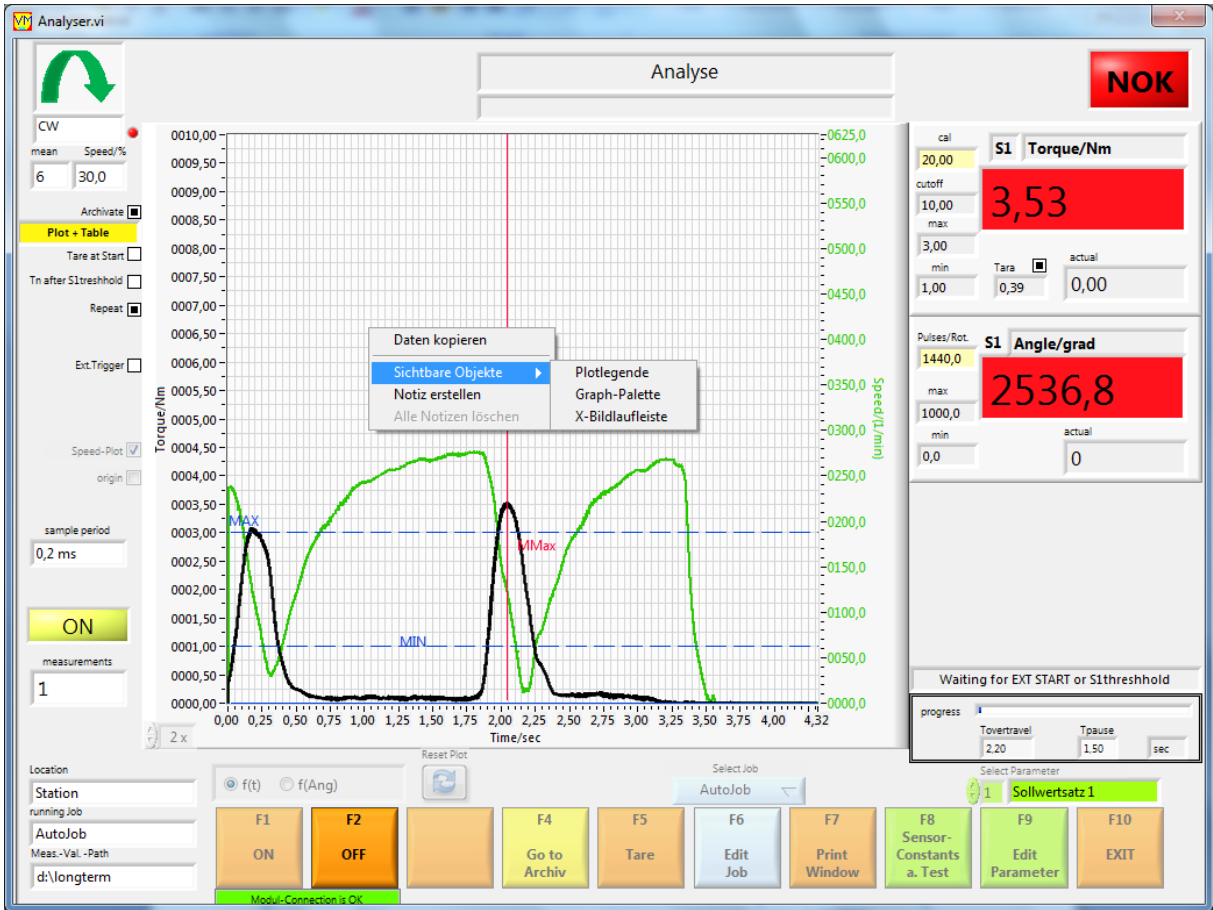 VM Analyser.vi
Analyse
NOK
CW
mean Speed/%
6 30,0
Archivate
Plot + Table
Tare at Start
Tn after S1treshhold
Repeat
Ext.Trigger
Speed-Plot
origin
sample period
0,2 ms
ON
measurements
1
0010,00
0009,50
0009,00
0008,50
0008,00
0007,50
0007,00
0006,50
0006,00
0005,50
0005,00
0004,50
0004,00
0003,50
0003,00
0002,50
0002,00
0001,50
0001,00
0000,50
0000,00
Torque/Nm
MAX
MIN
MMax
Daten kopieren
Sichtbare Objekte
Notiz erstellen
Alle Notizen löschen
Plotlegende
Graph-Palette
X-Bildlaufleiste
0625,0
0600,0
0550,0
0500,0
0450,0
0400,0
0350,0
0300,0
0250,0
0200,0
0150,0
0100,0
0050,0
0000,0
Speed/(1/min)
0,00 0,25 0,50 0,75 1,00 1,25 1,50 1,75 2,00 2,25 2,50 2,75 3,00 3,25 3,50 3,75 4,00 4,32
Time/sec
2 x
cal
20,00
cutoff
10,00
max
3,00
min
1,00
S1 Torque/Nm
3,53
Tara
0,39
actual
0,00
Pulses/Rot.
1440,0
max
1000,0
min
0,0
S1 Angle/grad
2536,8
actual
0
Waiting for EXT START or S1threshhold
progress
Tovertravel Tpause
2,20 1,50 sec
Location
Station
running Job
AutoJob
Meas.-Val. -Path
d:\longterm
f(t) f(Ang)
Reset Plot
Select Job
AutoJob
Select Parameter
1 Sollwertsatz 1
F1
ON
F2
OFF
F4
Go to
Archiv
F5
Tare
F6
Edit
Job
F7
Print
Window
F8
Sensor-
Constants
a. Test
F9
Edit
Parameter
F10
EXIT
Modul-Connection is OK